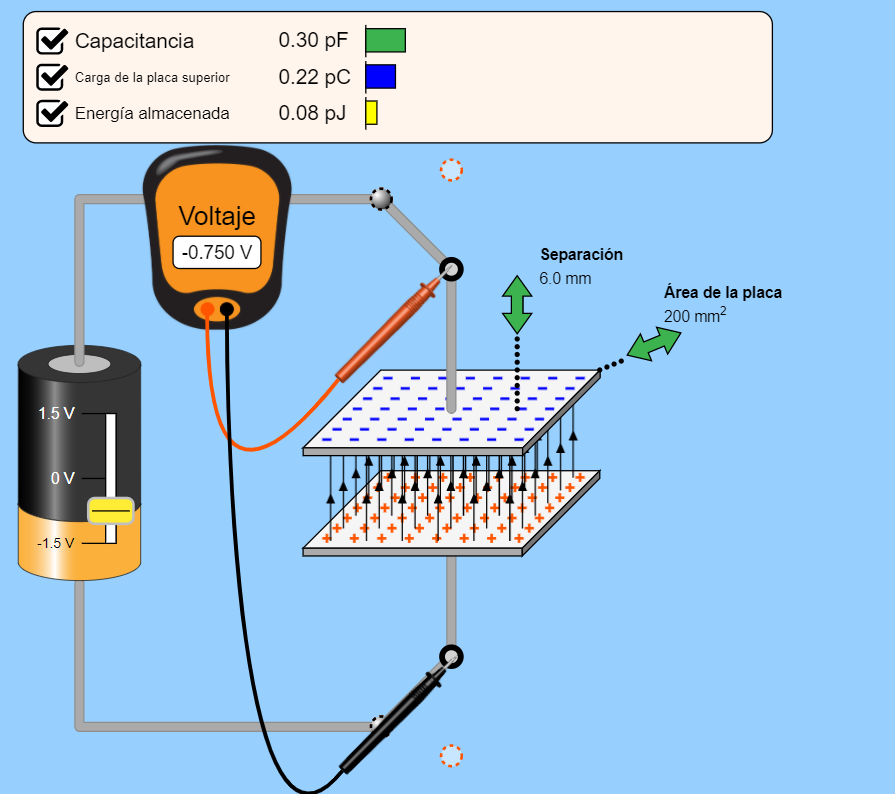 Capacitancia 0.30 pF
Carga de la placa superior 0.22 pC
Energía almacenada 0.08 pJ
Voltaje
-0.750 V
Separación
6.0 mm
Área de la placa
200 mm²
1.5 V
0 V
-1.5 V